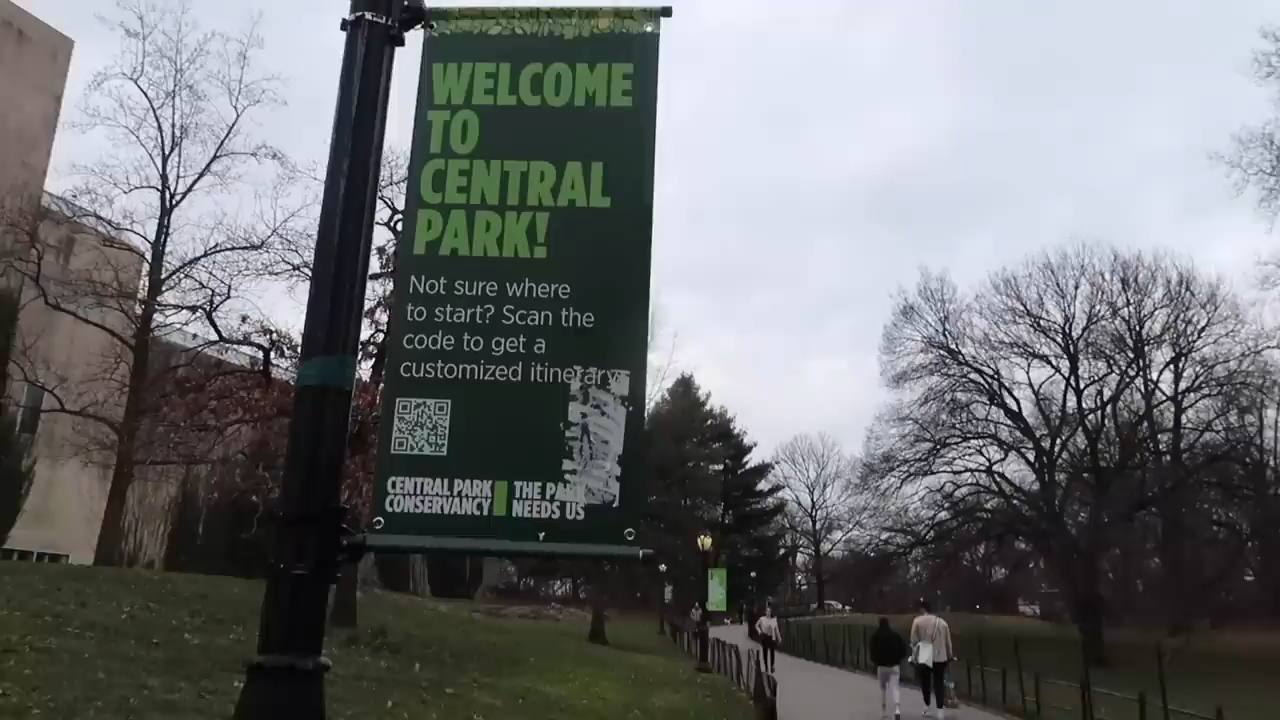 WELCOME
TO
CENTRAL
PARK!
Not sure where
to start? Scan the
code to get a
customized itinerary.
CENTRAL PARK
CONSERVANCY
THE PARK
NEEDS US